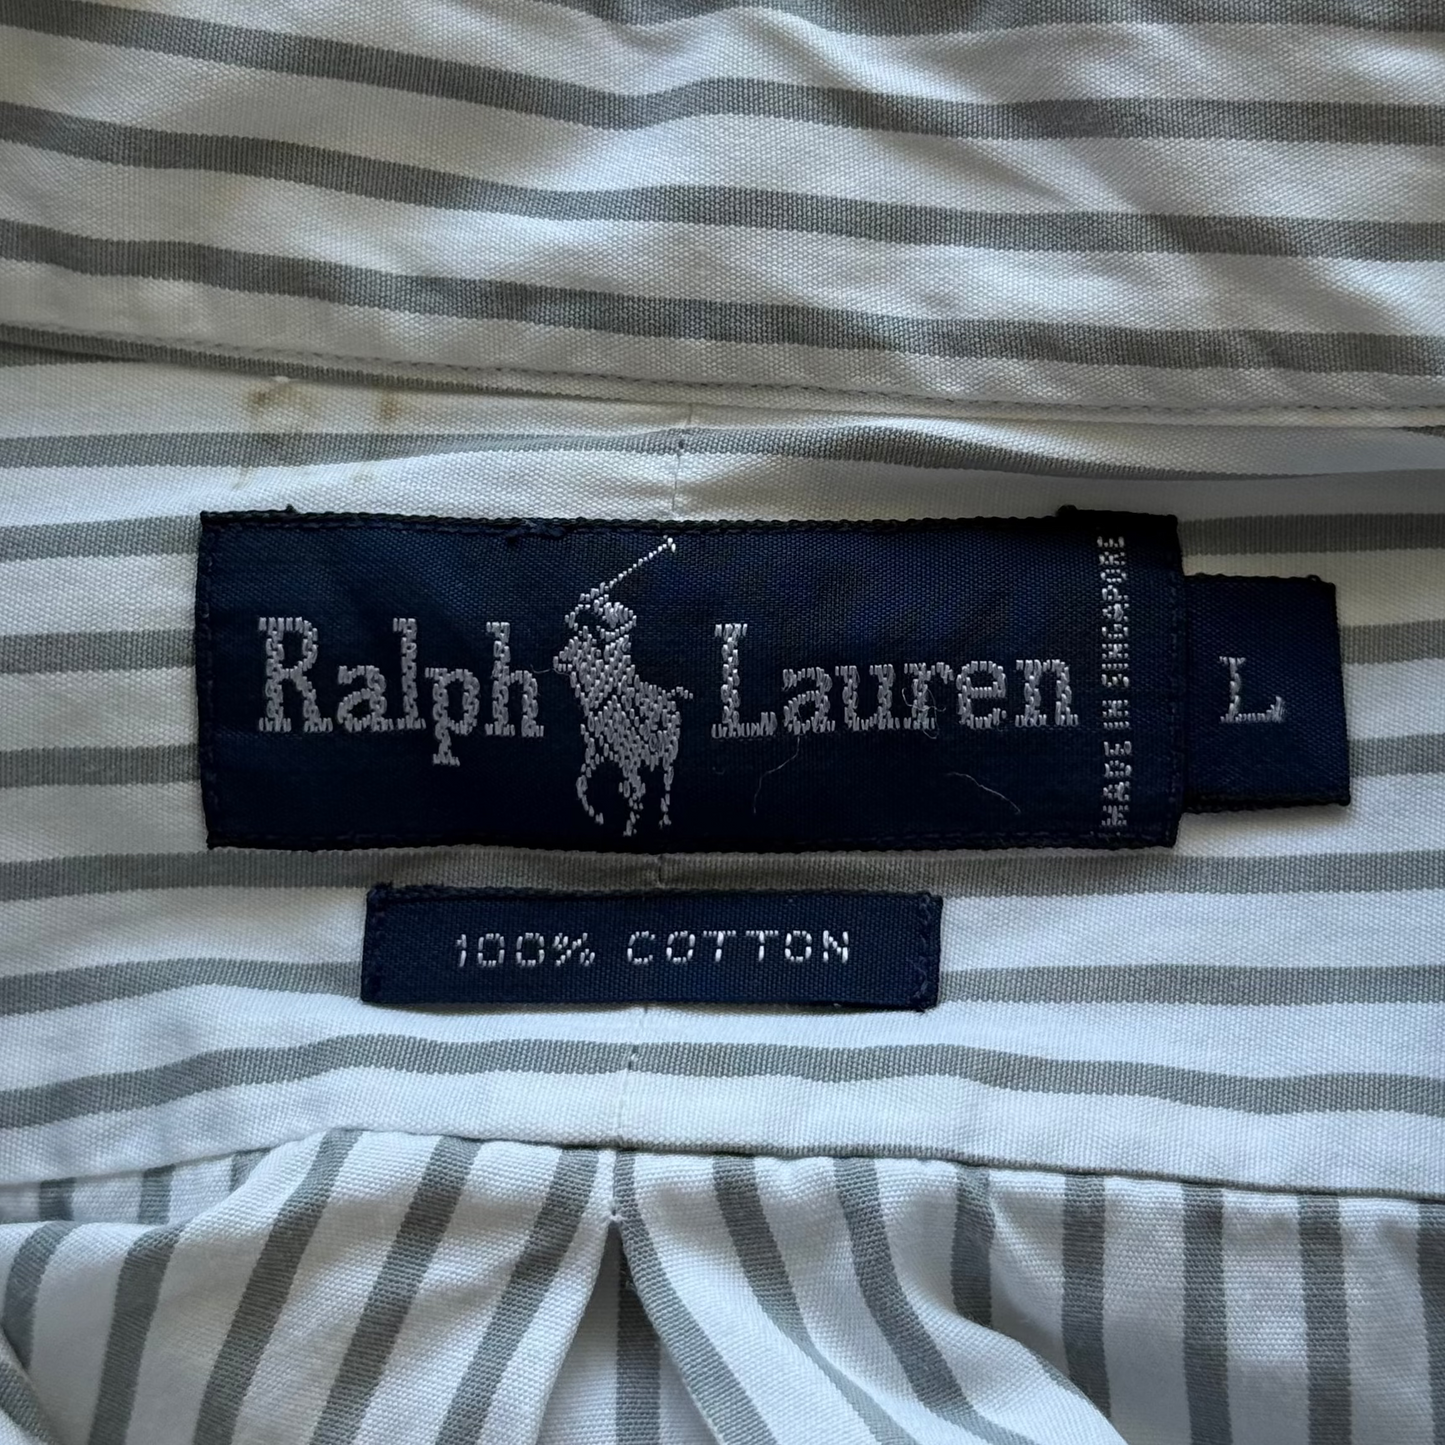 Ralph Lauren
MADE IN SINGAPORE
L
100% COTTON